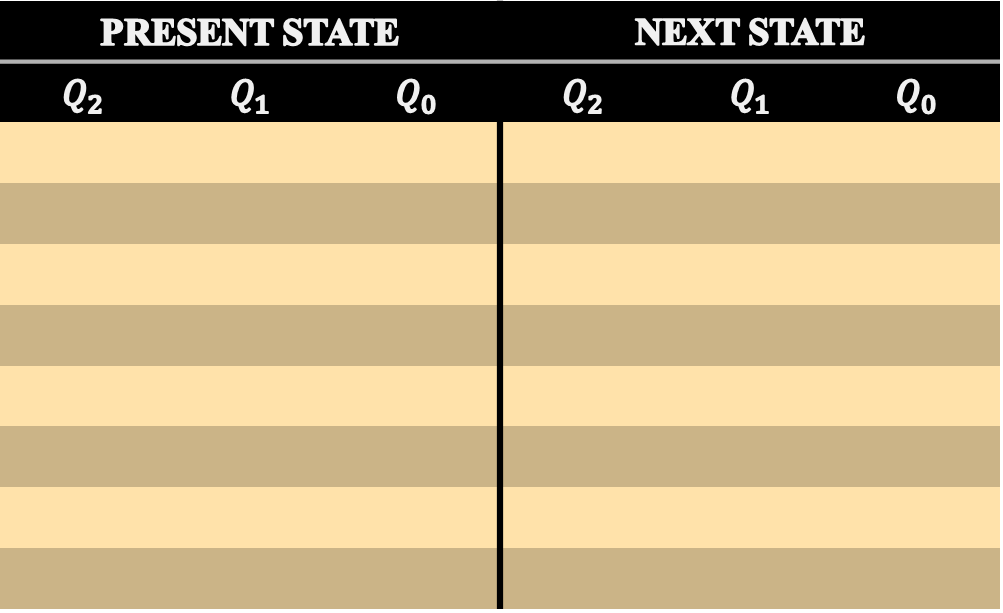 PRESENT STATE NEXT STATE
Q₂ Q₁ Q₀ Q₂ Q₁ Q₀